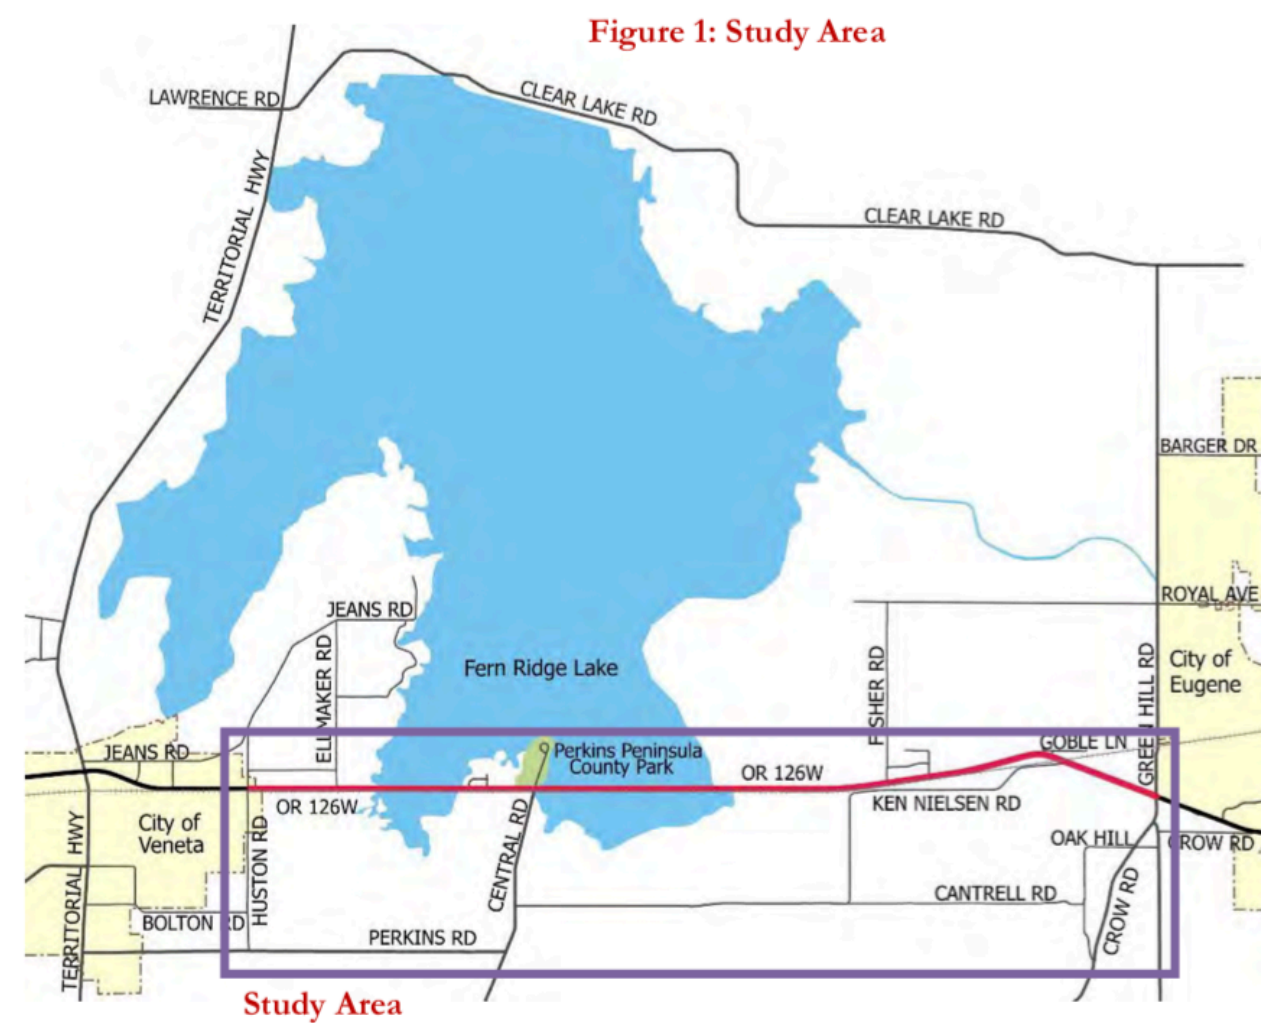 Figure 1: Study Area
LAWRENCE RD
CLEAR LAKE RD
TERRITORIAL HWY
CLEAR LAKE RD
BARGER DR
ROYAL AVE
JEANS RD
ELLMAKER RD
Fern Ridge Lake
FISHER RD
GREEN HILL RD
City of
Eugene
JEANS RD
Perkins Peninsula
County Park
GOBLE LN
OR 126W
OR 126W
KEN NIELSEN RD
City of
Veneta
TERRITORIAL HWY
HUSTON RD
CENTRAL RD
OAK HILL
CROW RD
CANTRELL RD
CROW RD
BOLTON RD
PERKINS RD
Study Area